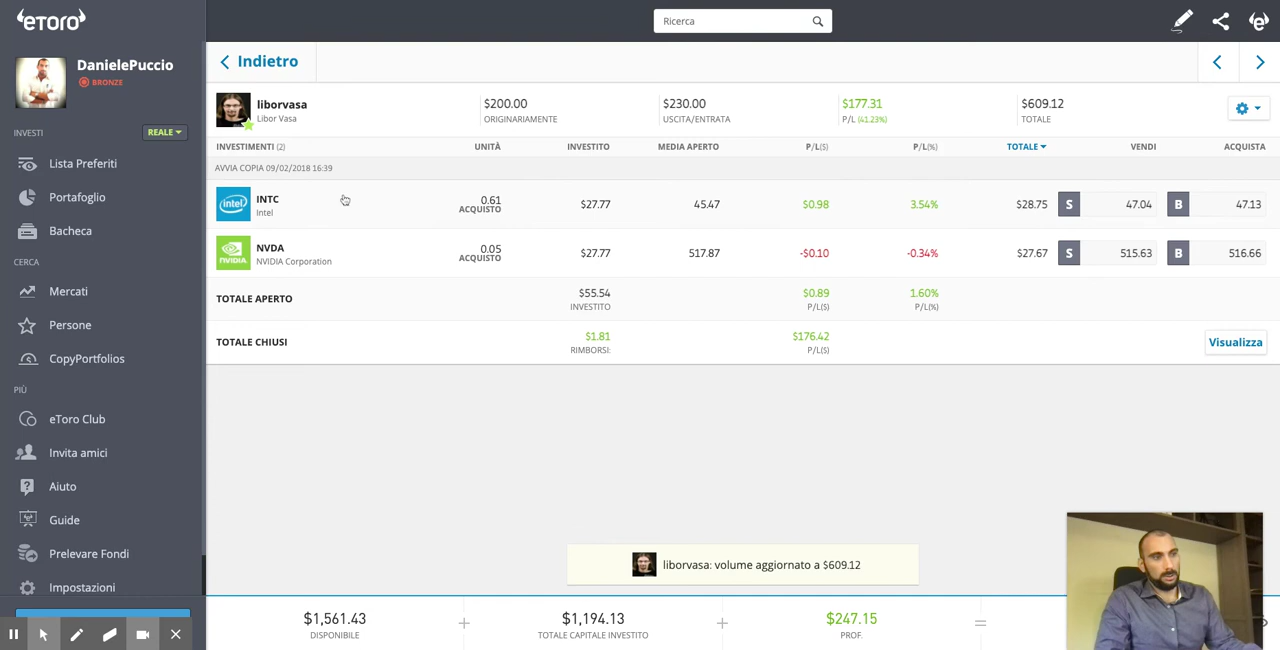 eToro
Ricerca
DanielePuccio
BRONZE
INVESTI
REALE
Lista Preferiti
Portafoglio
Bacheca
CERCA
Mercati
Persone
CopyPortfolios
PIÙ
eToro Club
Invita amici
Aiuto
Guide
Prelevare Fondi
Impostazioni
Indietro
liborvasa
Libor Vasa
$200.00
ORIGINARIAMENTE
$230.00
USCITA/ENTRATA
$177.31
P/L (41.23%)
$609.12
TOTALE
INVESTIMENTI (2) UNITÀ INVESTITO MEDIA APERTO P/L($) P/L(%) TOTALE VENDI ACQUISTA
AVVIA COPIA 09/02/2018 16:39
INTC
Intel
intel
0.61
ACQUISTO
$27.77 45.47 $0.98 3.54% $28.75 S 47.04 B 47.13
NVDA
NVIDIA Corporation
NVIDIA
0.05
ACQUISTO
$27.77 517.87 -$0.10 -0.34% $27.67 S 515.63 B 516.66
TOTALE APERTO
$55.54
INVESTITO
$0.89
P/L($)
1.60%
P/L(%)
TOTALE CHIUSI
$1.81
RIMBORSI:
$176.42
P/L($)
Visualizza
liborvasa: volume aggiornato a $609.12
$1,561.43
DISPONIBILE
+
$1,194.13
TOTALE CAPITALE INVESTITO
+
$247.15
PROF.
=